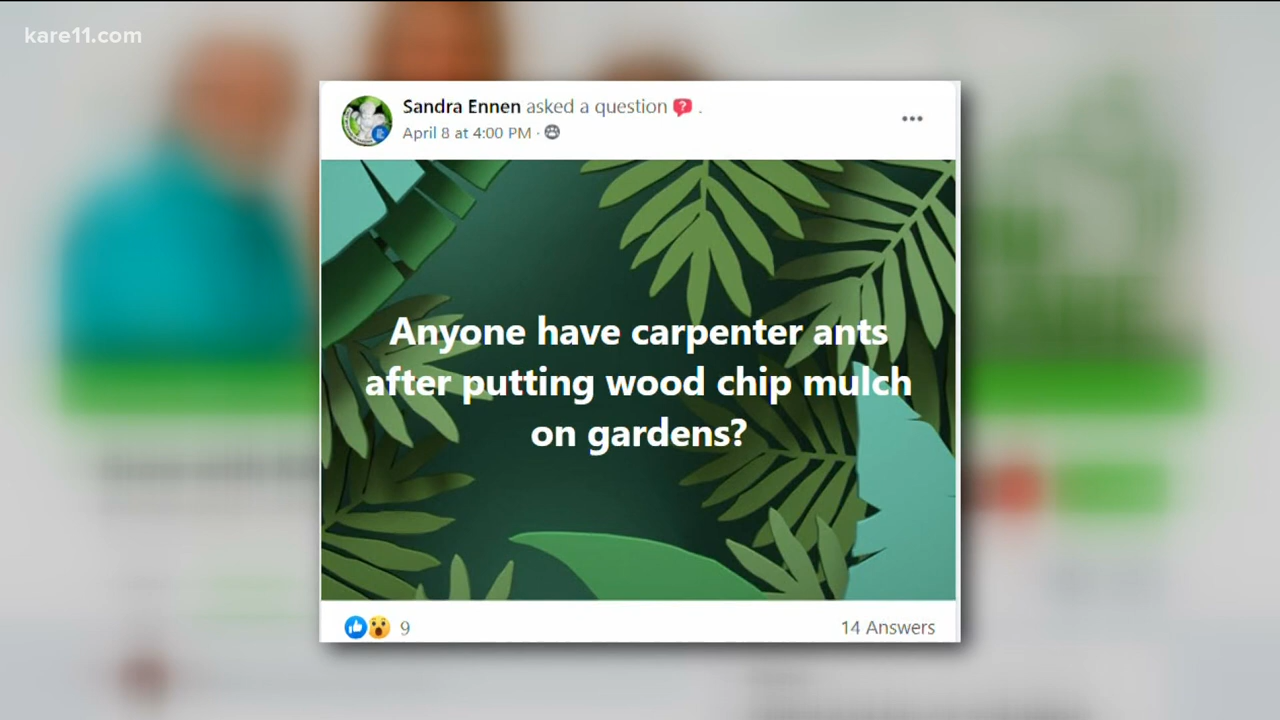 kare11.com
Sandra Ennen asked a question ? .
April 8 at 4:00 PM ·
Anyone have carpenter ants
after putting wood chip mulch
on gardens?
9
14 Answers